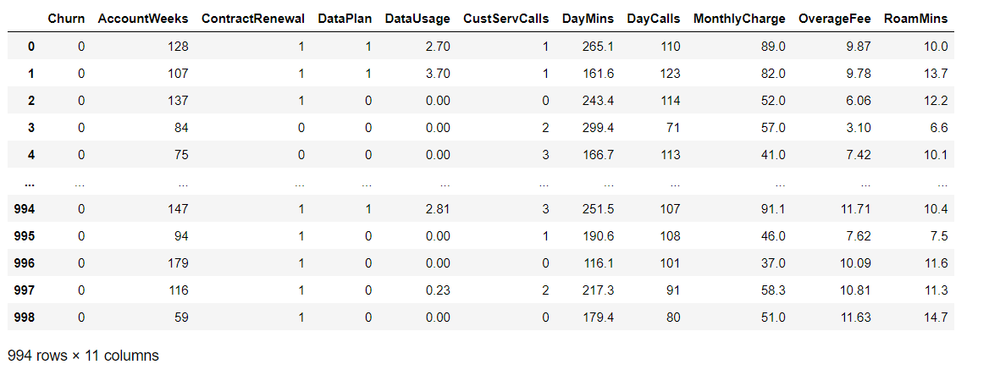 Churn AccountWeeks ContractRenewal DataPlan DataUsage CustServCalls DayMins DayCalls MonthlyCharge OverageFee RoamMins
0 0 128 1 1 2.70 1 265.1 110 89.0 9.87 10.0
1 0 107 1 1 3.70 1 161.6 123 82.0 9.78 13.7
2 0 137 1 0 0.00 0 243.4 114 52.0 6.06 12.2
3 0 84 0 0 0.00 2 299.4 71 57.0 3.10 6.6
4 0 75 0 0 0.00 3 166.7 113 41.0 7.42 10.1
... ... ... ... ... ... ... ... ... ... ... ...
994 0 147 1 1 2.81 3 251.5 107 91.1 11.71 10.4
995 0 94 1 0 0.00 1 190.6 108 46.0 7.62 7.5
996 0 179 1 0 0.00 0 116.1 101 37.0 10.09 11.6
997 0 116 1 0 0.23 2 217.3 91 58.3 10.81 11.3
998 0 59 1 0 0.00 0 179.4 80 51.0 11.63 14.7
994 rows × 11 columns